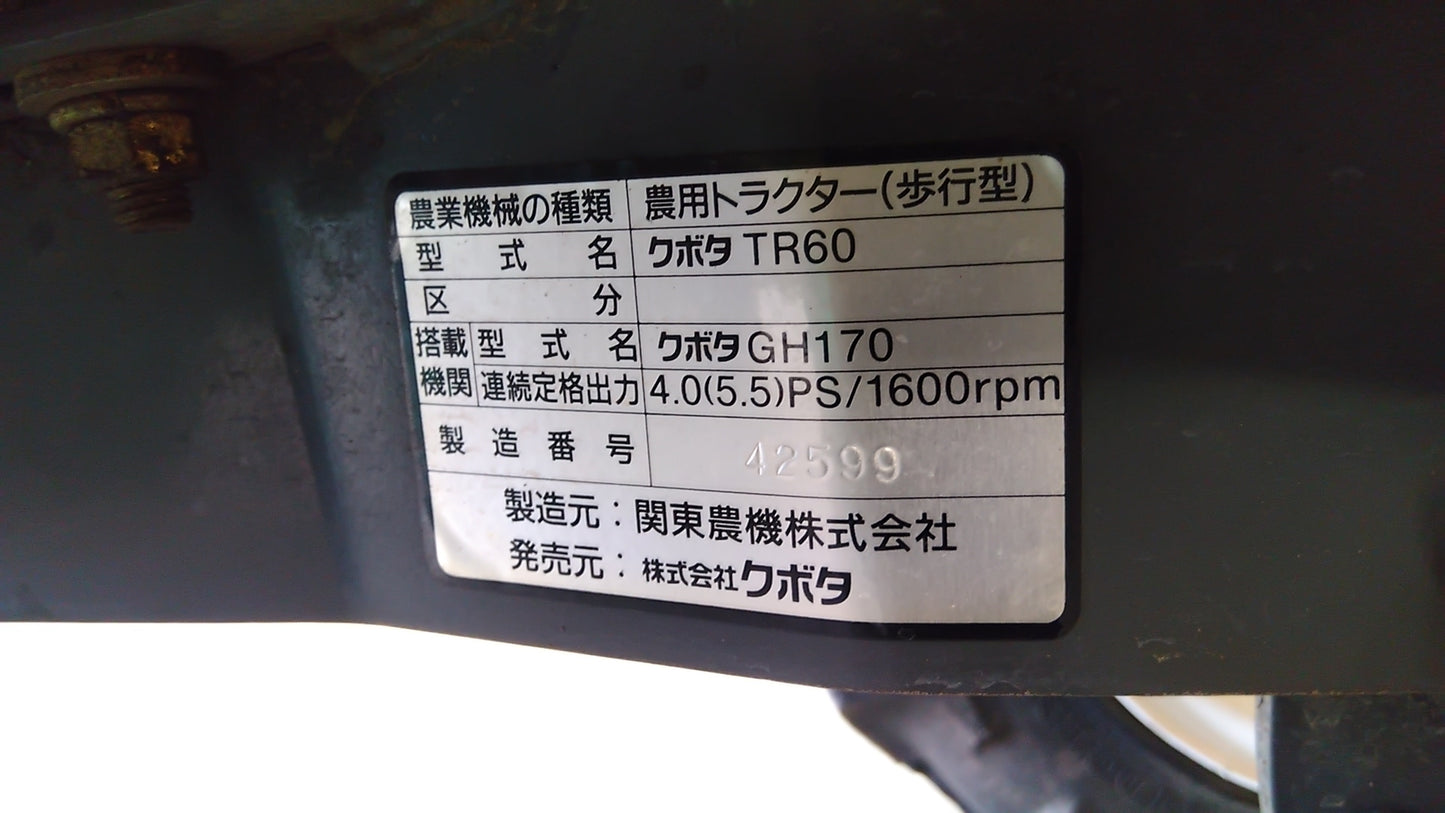 農業機械の種類 農用トラクター(歩行型)
型式名 クボタ TR60
区分
搭載機関 型式名 クボタ GH170
連続定格出力 4.0(5.5)PS/1600rpm
製造番号 42599
製造元:関東農機株式会社
発売元:株式会社クボタ